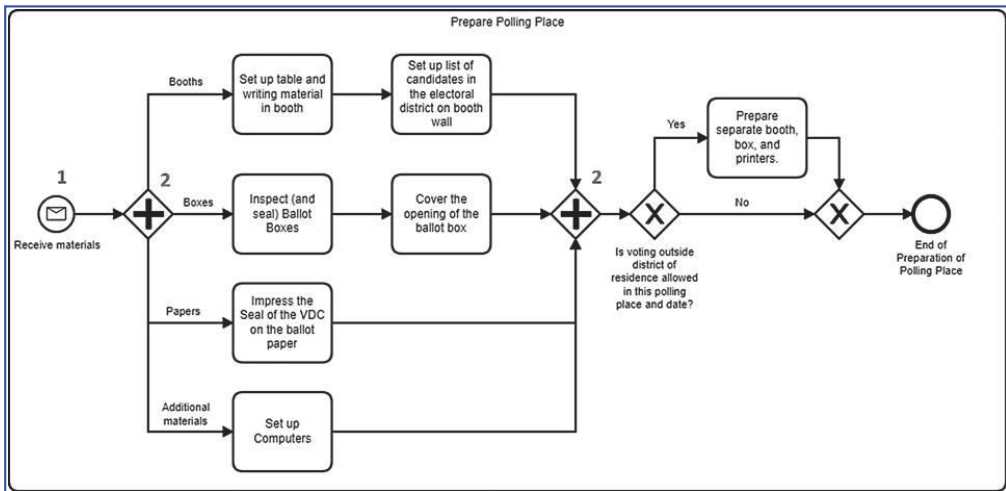 Prepare Polling Place
Booths
Set up table and
writing material
in booth
Set up list of
candidates in
the electoral
district on booth
wall
Yes
Prepare
separate booth,
box, and
printers.
1
2
Boxes
Inspect (and
seal) Ballot
Boxes
Cover the
opening of the
ballot box
2
No
Receive materials
Is voting outside
district of
residence allowed
in this polling
place and date?
End of
Preparation of
Polling Place
Papers
Impress the
Seal of the VDC
on the ballot
paper
Additional
materials
Set up
Computers